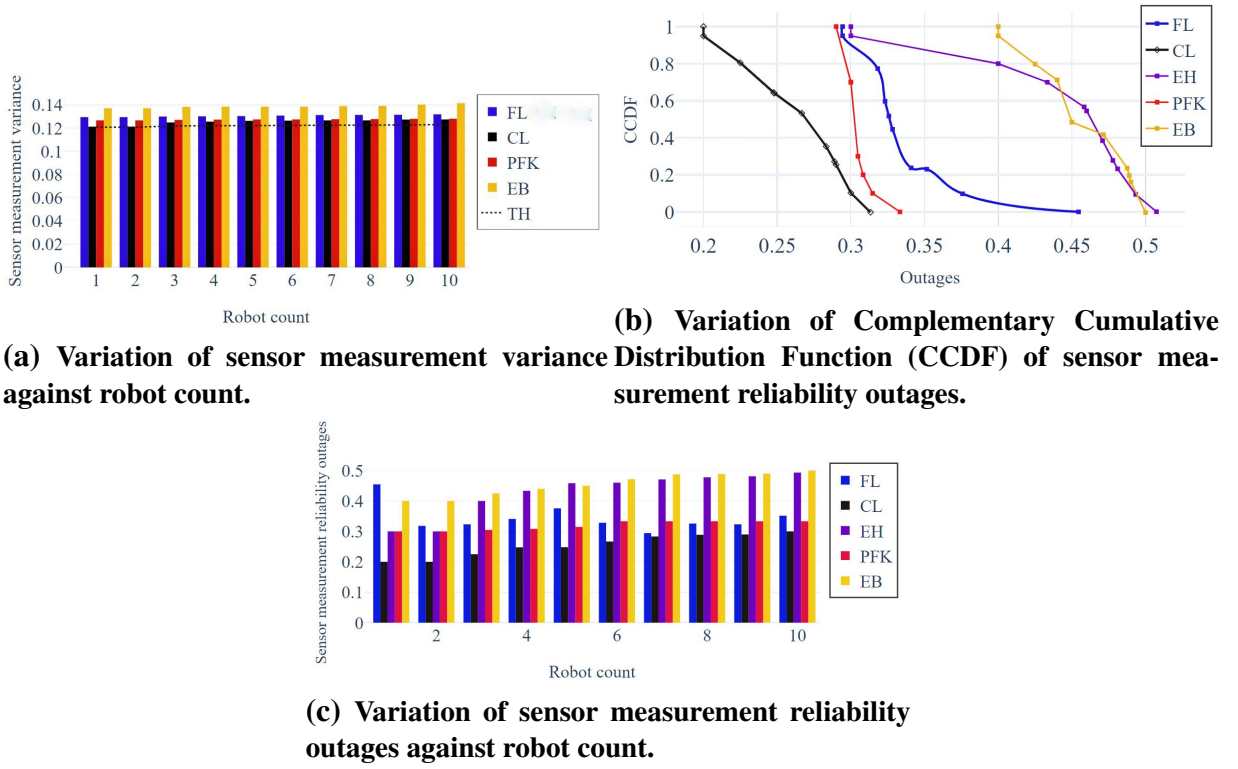 Sensor measurement variance
0.14
0.12
0.1
0.08
0.06
0.04
0.02
0
1 2 3 4 5 6 7 8 9 10
Robot count
FL
CL
PFK
EB
TH
(a) Variation of sensor measurement variance
against robot count.
CCDF
1
0.8
0.6
0.4
0.2
0
0.2 0.25 0.3 0.35 0.4 0.45 0.5
Outages
FL
CL
EH
PFK
EB
(b) Variation of Complementary Cumulative
Distribution Function (CCDF) of sensor mea-
surement reliability outages.
Sensor measurement reliability outages
0.5
0.4
0.3
0.2
0.1
0
2 4 6 8 10
Robot count
FL
CL
EH
PFK
EB
(c) Variation of sensor measurement reliability
outages against robot count.